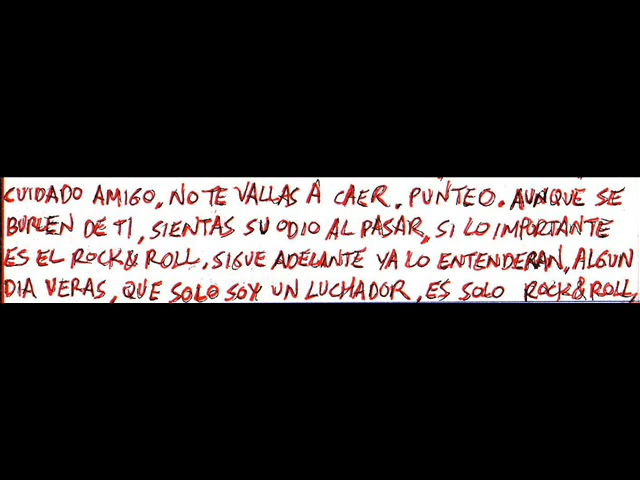 CUIDADO AMIGO, NO TE VALLAS A CAER. PUNTEO. AUNQUE SE
BURLEN DE TI, SIENTAS SU ODIO AL PASAR, SI LO IMPORTANTE
ES EL ROCK&ROLL, SIGUE ADELANTE YA LO ENTENDERAN, ALGUN
DIA VERAS, QUE SOLO SOY UN LUCHADOR, ES SOLO ROCK&ROLL,